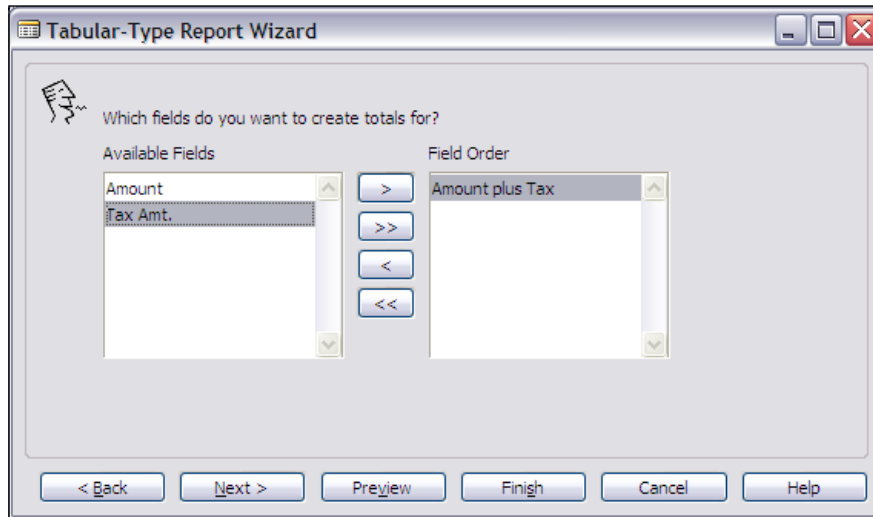 Tabular-Type Report Wizard
Which fields do you want to create totals for?
Available Fields
Field Order
Amount
>
Amount plus Tax
Tax Amt.
>>
<
<<
< Back
Next >
Preview
Finish
Cancel
Help